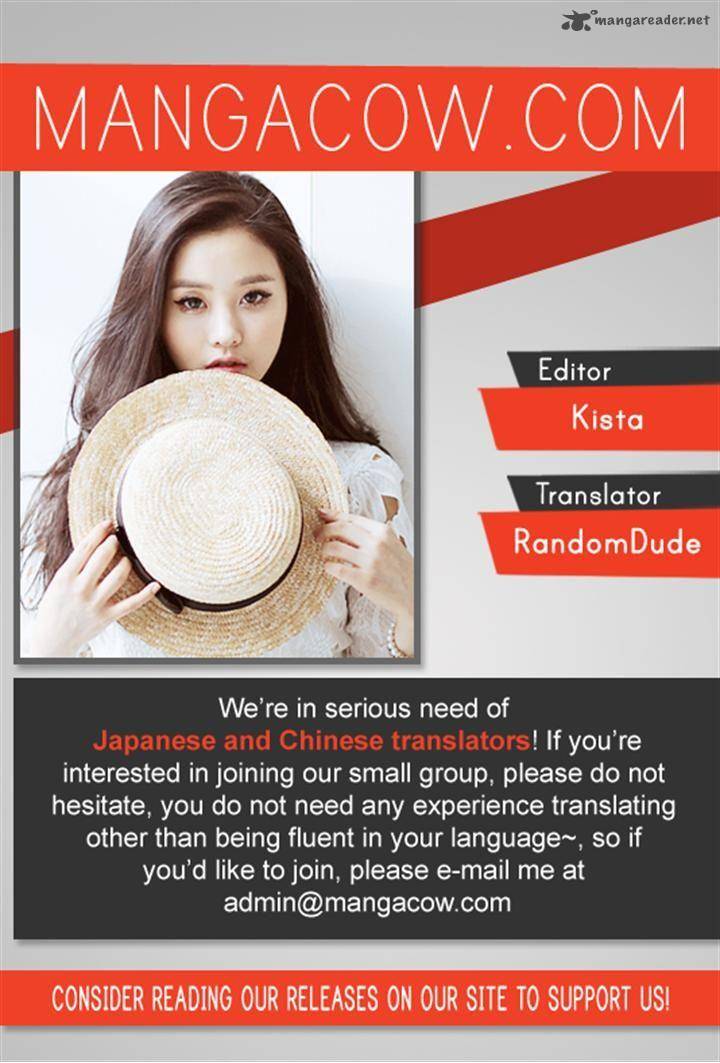 mangareader.net
MANGACOW.COM
Editor
Kista
Translator
RandomDude
We're in serious need of
Japanese and Chinese translators! If you're
interested in joining our small group, please do not
hesitate, you do not need any experience translating
other than being fluent in your language~, so if
you'd like to join, please e-mail me at
admin@mangacow.com
CONSIDER READING OUR RELEASES ON OUR SITE TO SUPPORT US!